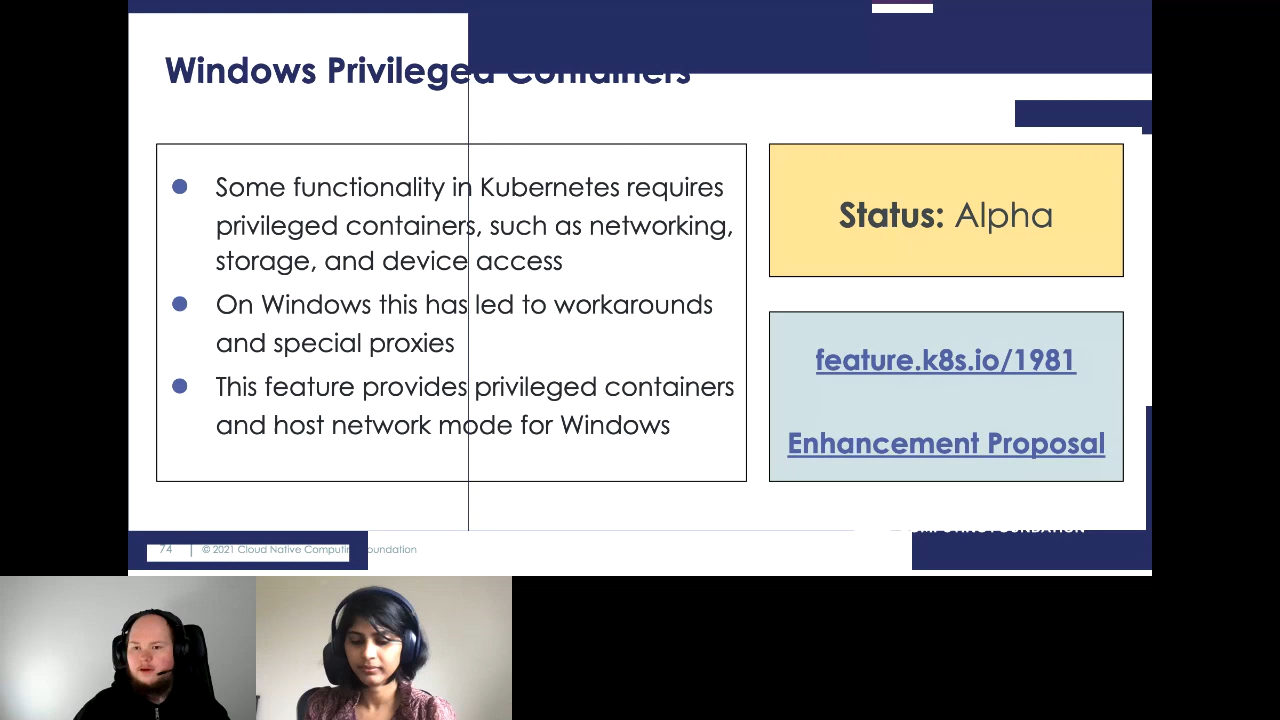 Windows Privileged Containers
Some functionality in Kubernetes requires
privileged containers, such as networking,
storage, and device access
On Windows this has led to workarounds
and special proxies
This feature provides privileged containers
and host network mode for Windows
Status: Alpha
feature.k8s.io/1981
Enhancement Proposal
74 | © 2021 Cloud Native Computing Foundation